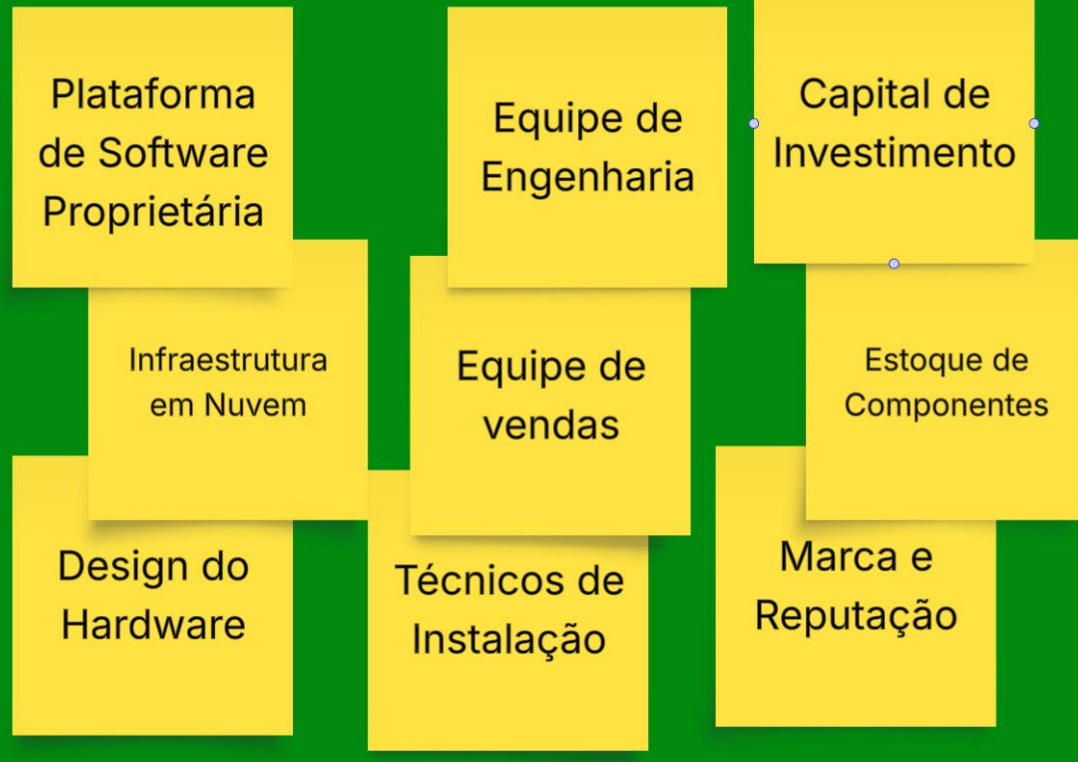 Plataforma
de Software
Proprietária
Equipe de
Engenharia
Capital de
Investimento
Infraestrutura
em Nuvem
Equipe de
vendas
Estoque de
Componentes
Design do
Hardware
Técnicos de
Instalação
Marca e
Reputação